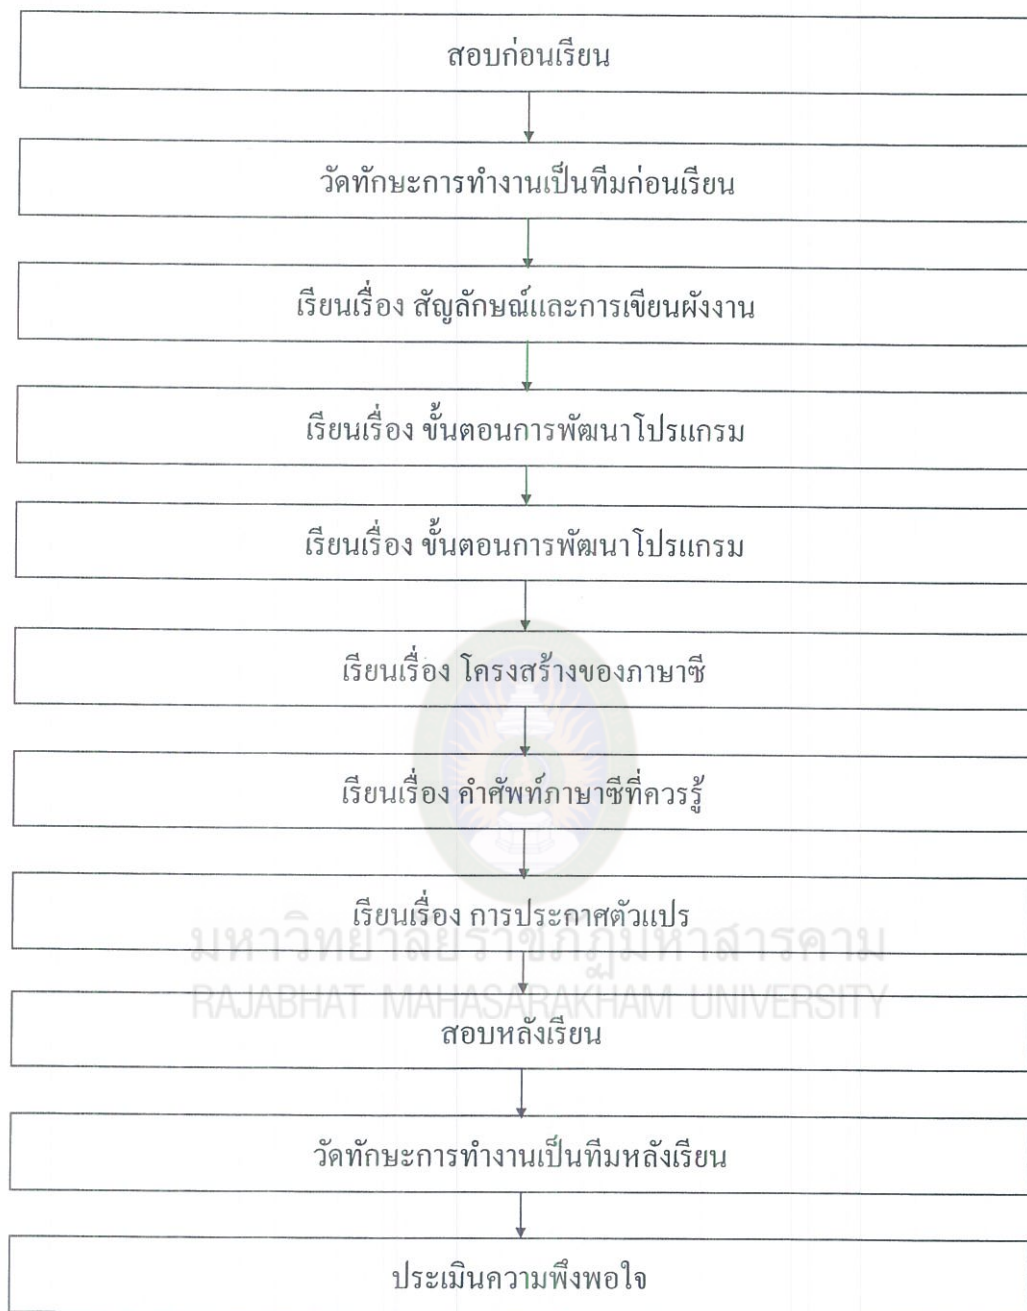 สอบก่อนเรียน
วัดทักษะการทำงานเป็นทีมก่อนเรียน
เรียนเรื่อง สัญลักษณ์และการเขียนผังงาน
เรียนเรื่อง ขั้นตอนการพัฒนาโปรแกรม
เรียนเรื่อง ขั้นตอนการพัฒนาโปรแกรม
เรียนเรื่อง โครงสร้างของภาษาซี
เรียนเรื่อง คำศัพท์ภาษาซีที่ควรรู้
เรียนเรื่อง การประกาศตัวแปร
มหาวิทยาลัยราชภัฏมหาสารคาม
RAJABHAT MAHASARAKHAM UNIVERSITY
สอบหลังเรียน
วัดทักษะการทำงานเป็นทีมหลังเรียน
ประเมินความพึงพอใจ